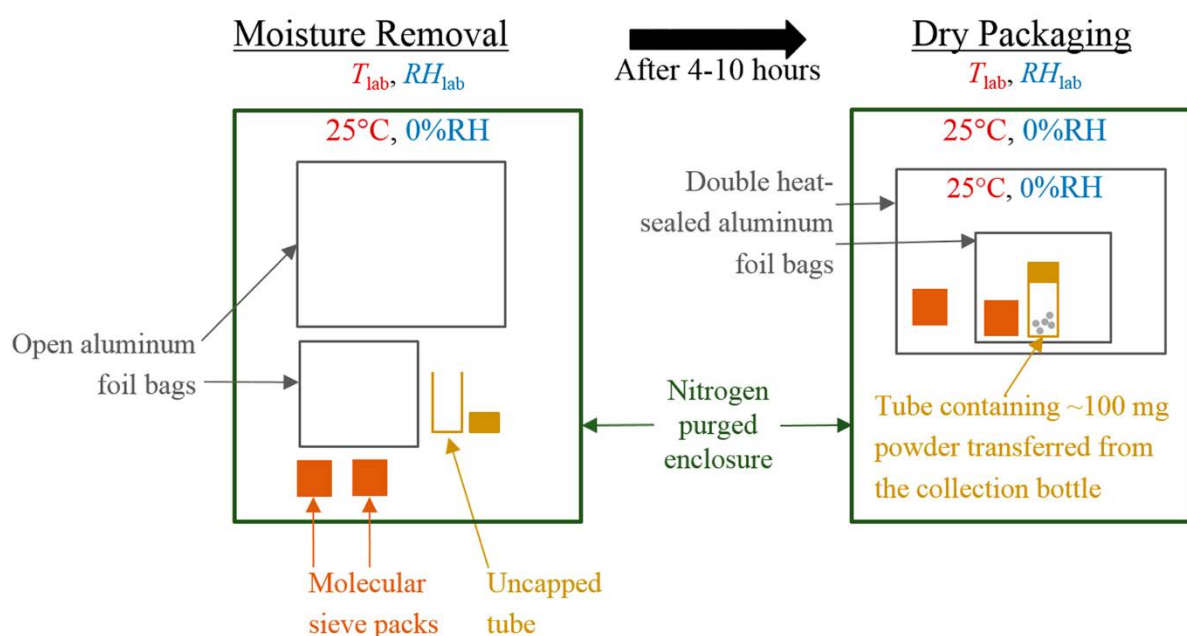 Moisture Removal
After 4-10 hours
Dry Packaging
T_lab, RH_lab
T_lab, RH_lab
25°C, 0%RH
25°C, 0%RH
25°C, 0%RH
Double heat-
sealed aluminum
foil bags
Open aluminum
foil bags
Nitrogen
purged
enclosure
Tube containing ~100 mg
powder transferred from
the collection bottle
Molecular
sieve packs
Uncapped
tube